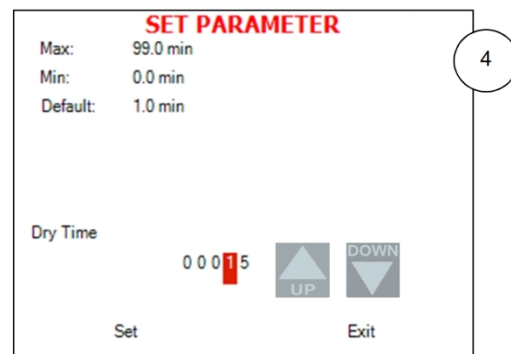 SET PARAMETER
4
Max: 99.0 min
Min: 0.0 min
Default: 1.0 min
Dry Time
0 0 0 1 5
UP
DOWN
Set Exit